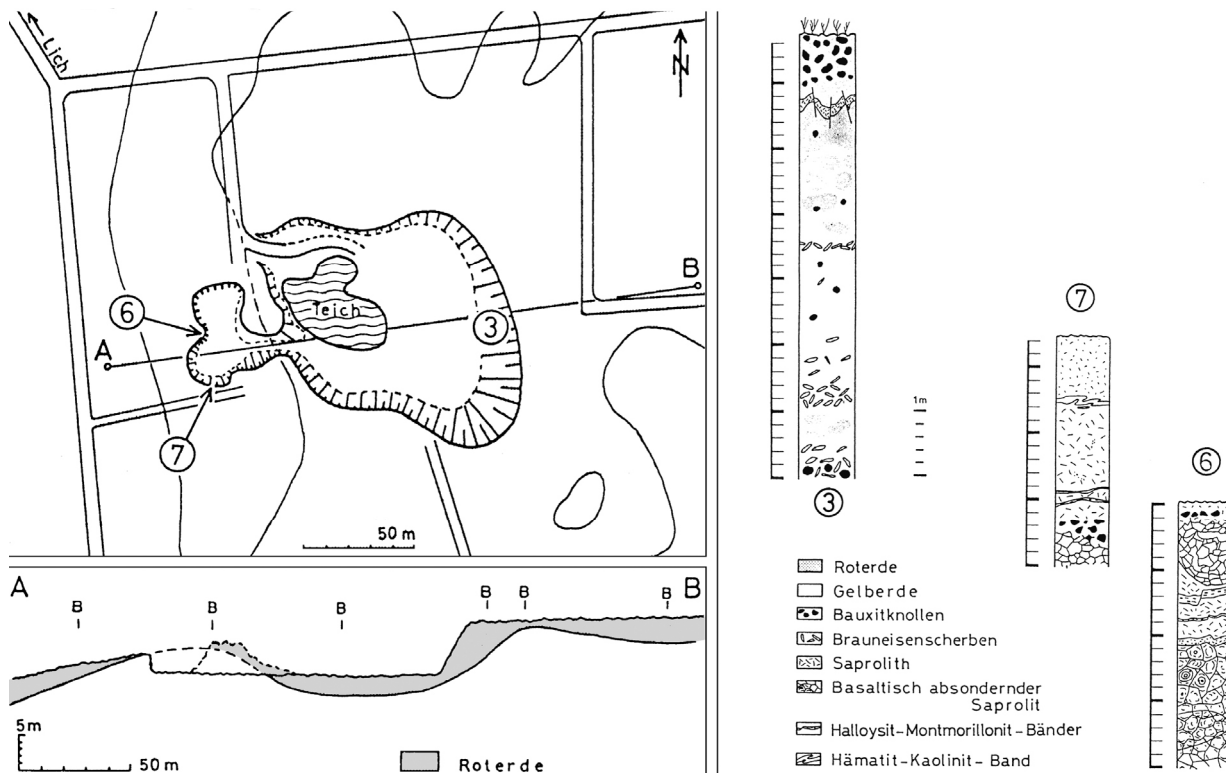 Lich
N
B
6
A
Teich
3
7
50 m
A
B
B
B
B
B
B
B
5m
50 m
Roterde
1m
3
7
6
Roterde
Gelberde
Bauxitknollen
Brauneisenscherben
Saprolith
Basaltisch absondernder
Saprolit
Halloysit-Montmorillonit-Bänder
Hämatit-Kaolinit-Band